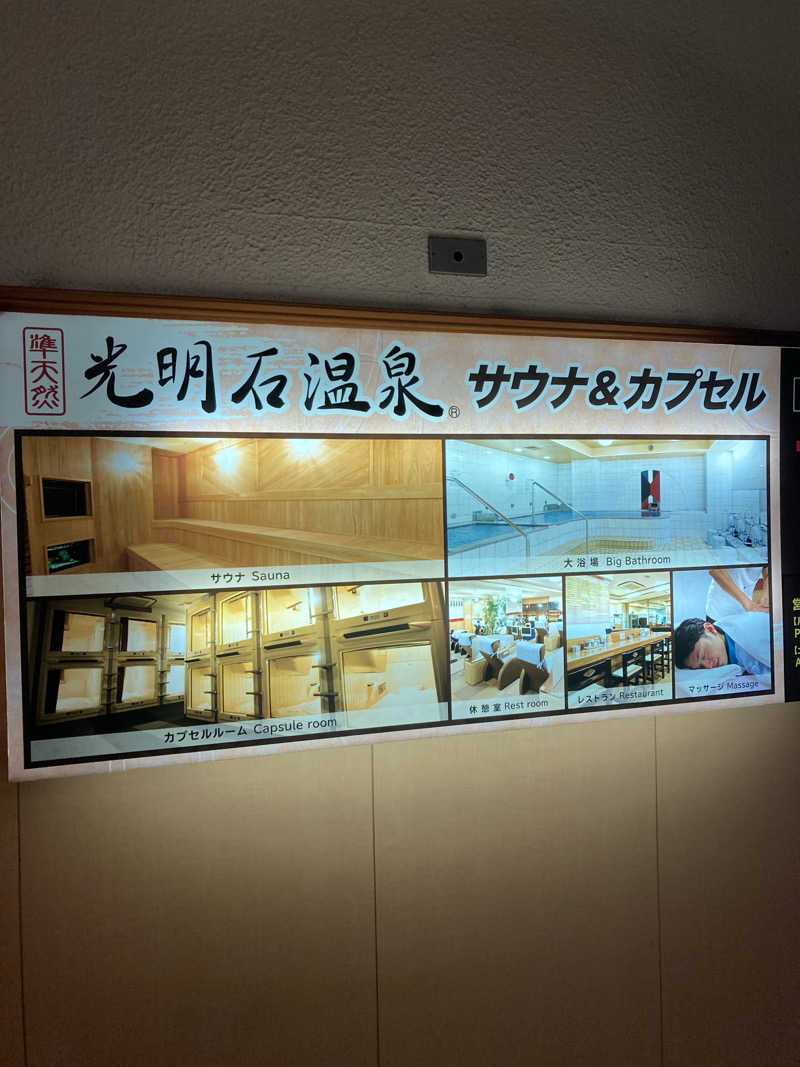 準天然
光明石温泉® サウナ&カプセル
サウナ Sauna
大浴場 Big Bathroom
カプセルルーム Capsule room
休憩室 Rest room
レストラン Restaurant
マッサージ Massage
営